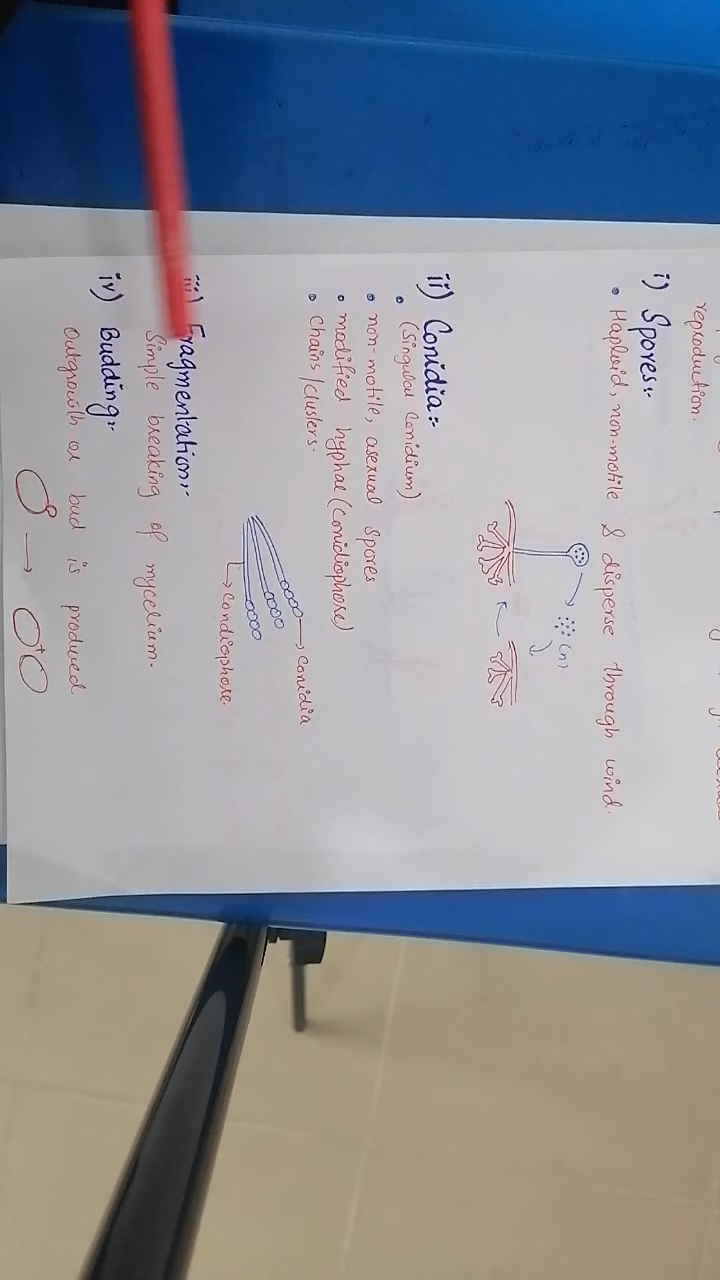 reproduction.
i) Spores:-
• Haploid, non-motile & disperse through wind.
(n)
ii) Conidia:-
• (Singular Conidium)
• non-motile, asexual Spores
• modified hyphae (Conidiophore)
• chains/clusters.
→ Conidia
→ Condiophore.
iii) Fragmentation:-
Simple breaking of mycelium.
iv) Budding:-
Outgrowth or bud is produced